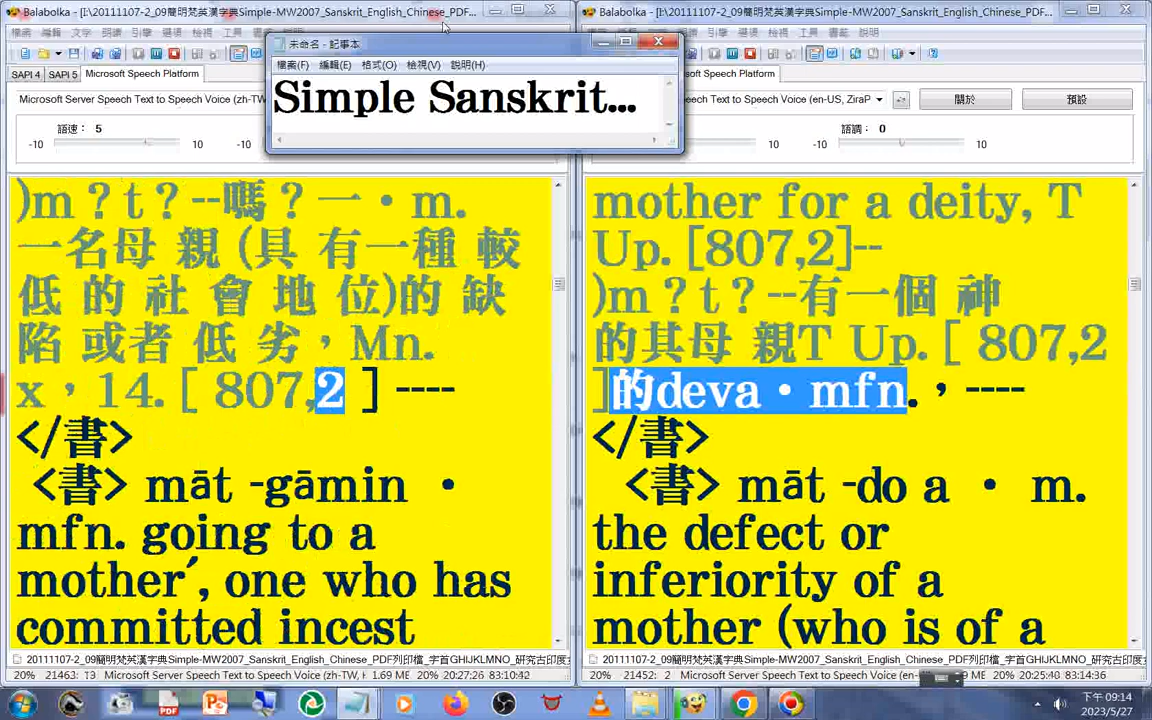 Balabolka - [I:\20111107-2_09簡明梵英漢字典Simple-MW2007_Sanskrit_English_Chinese_PDF...
Balabolka - [I:\20111107-2_09簡明梵英漢字典Simple-MW2007_Sanskrit_English_Chinese_PDF...
未命名 - 記事本
檔案(F) 編輯(E) 格式(O) 檢視(V) 說明(H)
Simple Sanskrit...
SAPI 4 SAPI 5 Microsoft Speech Platform
Speech Platform
Microsoft Server Speech Text to Speech Voice (zh-TW,
ech Text to Speech Voice (en-US, ZiraP
關於
預設
語速： 5
-10 10 -10
語調： 0
10 -10 10
)m？t？--嗎？一・m.
一名母 親 (具 有一種 較
低 的 社 會 地 位)的 缺
陷 或者 低 劣，Mn.
x，14. [ 807,2 ] ----
</書>
<書> māt -gāmin ・
mfn. going to a
mother′, one who has
committed incest
mother for a deity, T
Up. [807,2]--
)m？t？--有一個 神
的其母 親T Up. [ 807,2
]的deva・mfn.，----
</書>
<書> māt -do a ・ m.
the defect or
inferiority of a
mother (who is of a
20111107-2_09簡明梵英漢字典Simple-MW2007_Sanskrit_English_Chinese_PDF列印檔_字首GHIJKLMNO_研究古印度
20111107-2_09簡明梵英漢字典Simple-MW2007_Sanskrit_English_Chinese_PDF列印檔_字首GHIJKLMNO_研究古印度
20% 21463: 13 Microsoft Server Speech Text to Speech Voice (zh-TW, 1.69 ME 20% 20:27:26 83:10:42
20% 21452: 2 Microsoft Server Speech Text to Speech Voice 20% 20:25:40 83:14:36
下午 09:14
2023/5/27